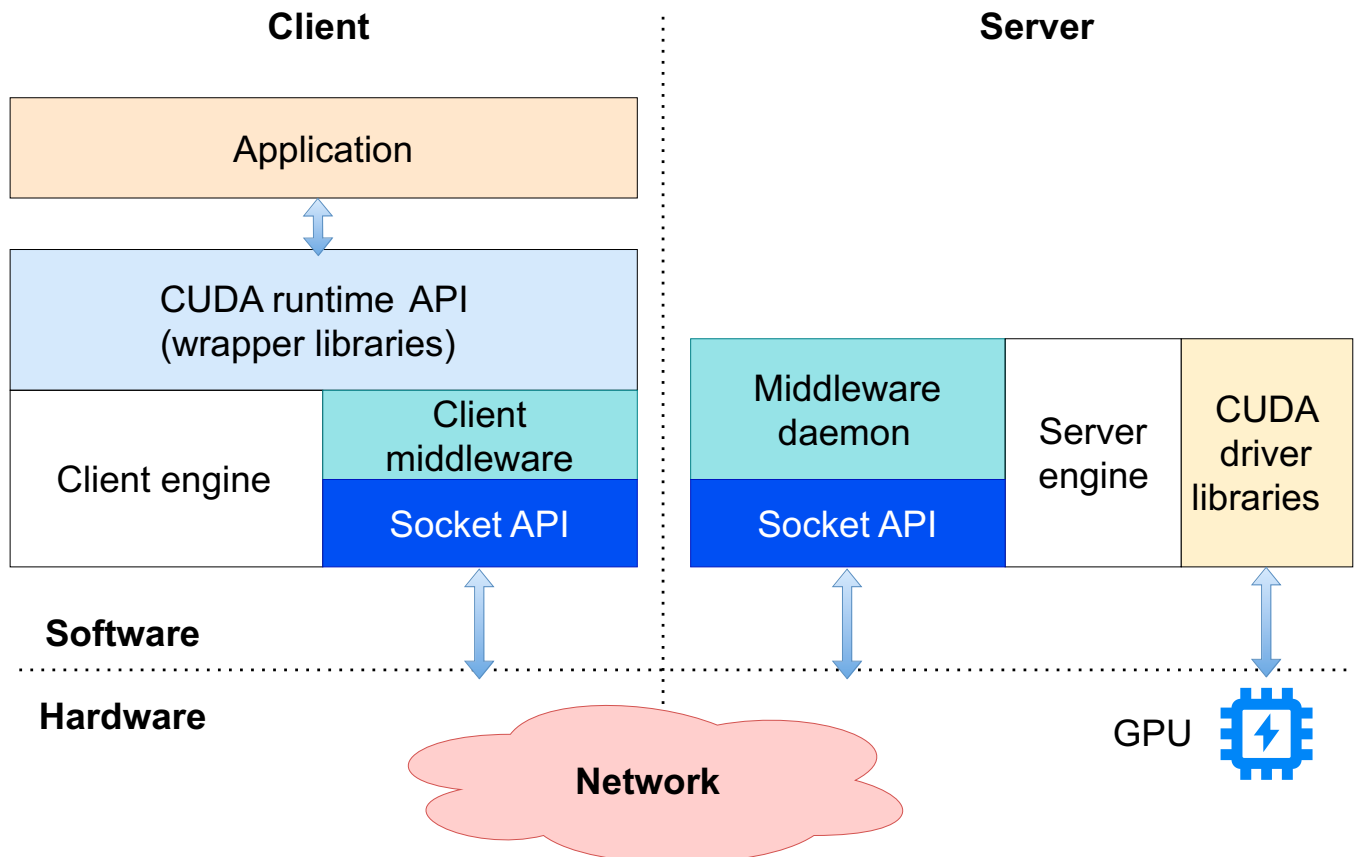 Client
Server
Application
CUDA runtime API
(wrapper libraries)
Client engine
Client
middleware
Socket API
Middleware
daemon
Socket API
Server
engine
CUDA
driver
libraries
Software
Hardware
Network
GPU